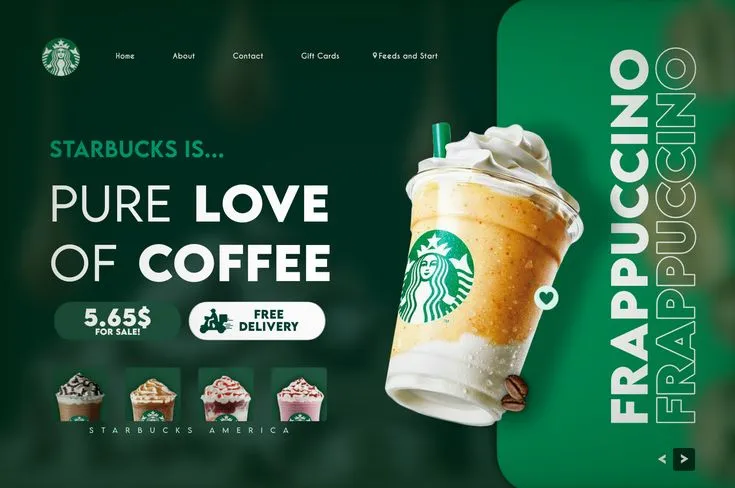 Home About Contact Gift Cards Feeds and Start
STARBUCKS IS...
PURE LOVE
OF COFFEE
5.65$
FOR SALE!
FREE
DELIVERY
STARBUCKS AMERICA
FRAPPUCCINO
FRAPPUCCINO
< >